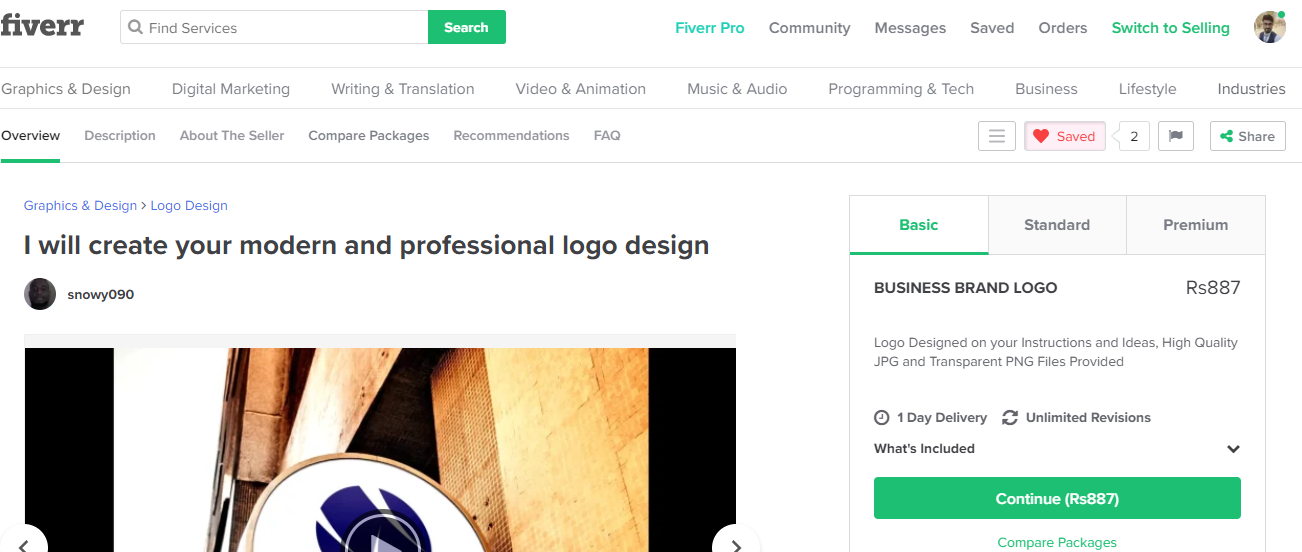 fiverr
Find Services
Search
Fiverr Pro
Community
Messages
Saved
Orders
Switch to Selling
Graphics & Design
Digital Marketing
Writing & Translation
Video & Animation
Music & Audio
Programming & Tech
Business
Lifestyle
Industries
Overview
Description
About The Seller
Compare Packages
Recommendations
FAQ
Saved
2
Share
Graphics & Design > Logo Design
I will create your modern and professional logo design
snowy090
Basic
Standard
Premium
BUSINESS BRAND LOGO
Rs887
Logo Designed on your Instructions and Ideas, High Quality
JPG and Transparent PNG Files Provided
1 Day Delivery
Unlimited Revisions
What's Included
Continue (Rs887)
Compare Packages